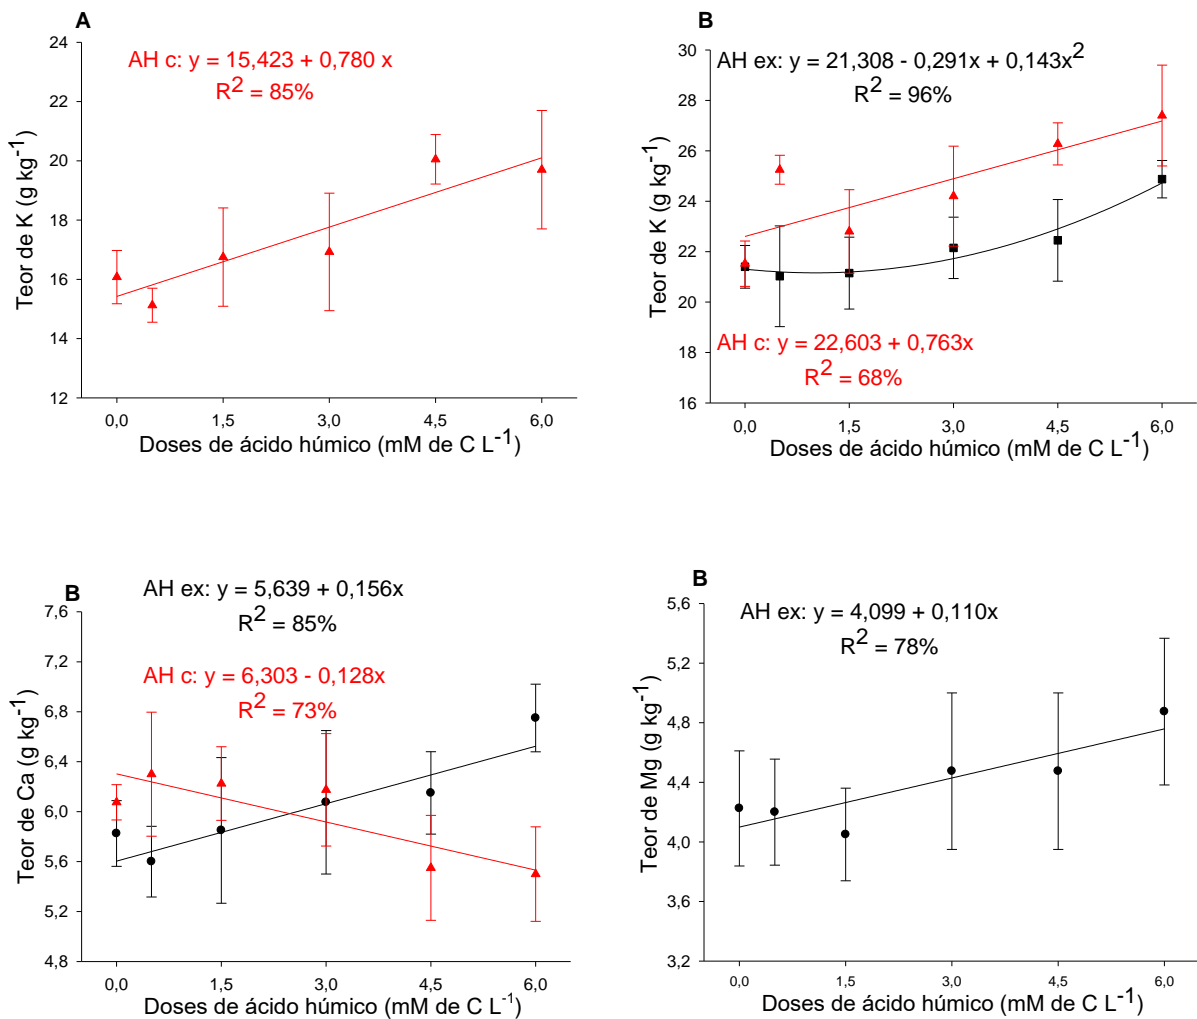 A
AH c: y = 15,423 + 0,780 x
R² = 85%
24
22
20
18
16
14
12
Teor de K (g kg⁻¹)
0,0 1,5 3,0 4,5 6,0
Doses de ácido húmico (mM de C L⁻¹)
B
AH ex: y = 21,308 - 0,291x + 0,143x²
R² = 96%
30
28
26
24
22
20
18
16
Teor de K (g kg⁻¹)
AH c: y = 22,603 + 0,763x
R² = 68%
0,0 1,5 3,0 4,5 6,0
Doses de ácido húmico (mM de C L⁻¹)
B
AH ex: y = 5,639 + 0,156x
R² = 85%
AH c: y = 6,303 - 0,128x
R² = 73%
7,6
7,2
6,8
6,4
6,0
5,6
5,2
4,8
Teor de Ca (g kg⁻¹)
0,0 1,5 3,0 4,5 6,0
Doses de ácido húmico (mM de C L⁻¹)
B
AH ex: y = 4,099 + 0,110x
R² = 78%
5,6
5,2
4,8
4,4
4,0
3,6
3,2
Teor de Mg (g kg⁻¹)
0,0 1,5 3,0 4,5 6,0
Doses de ácido húmico (mM de C L⁻¹)